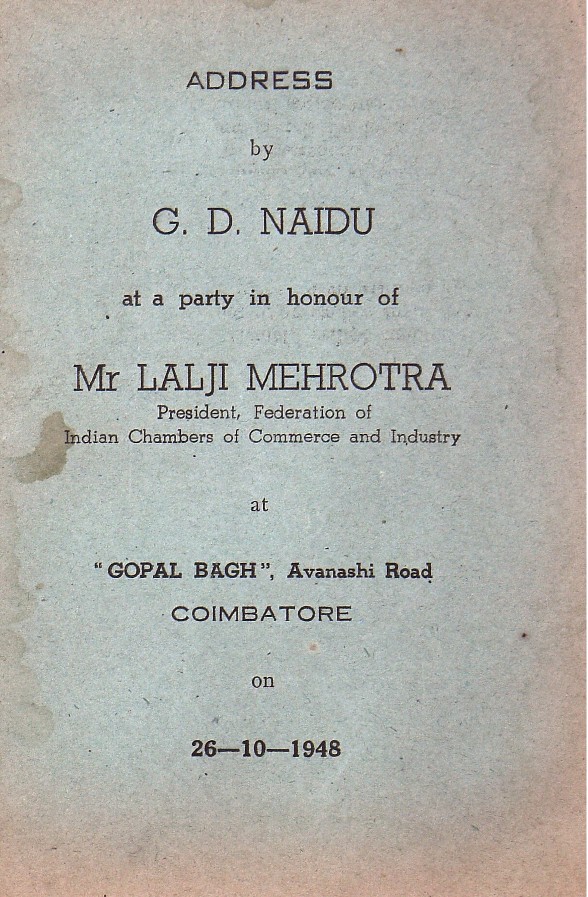 ADDRESS
by
G. D. NAIDU
at a party in honour of
Mr LALJI MEHROTRA
President, Federation of
Indian Chambers of Commerce and Industry
at
"GOPAL BAGH", Avanashi Road
COIMBATORE
on
26—10—1948